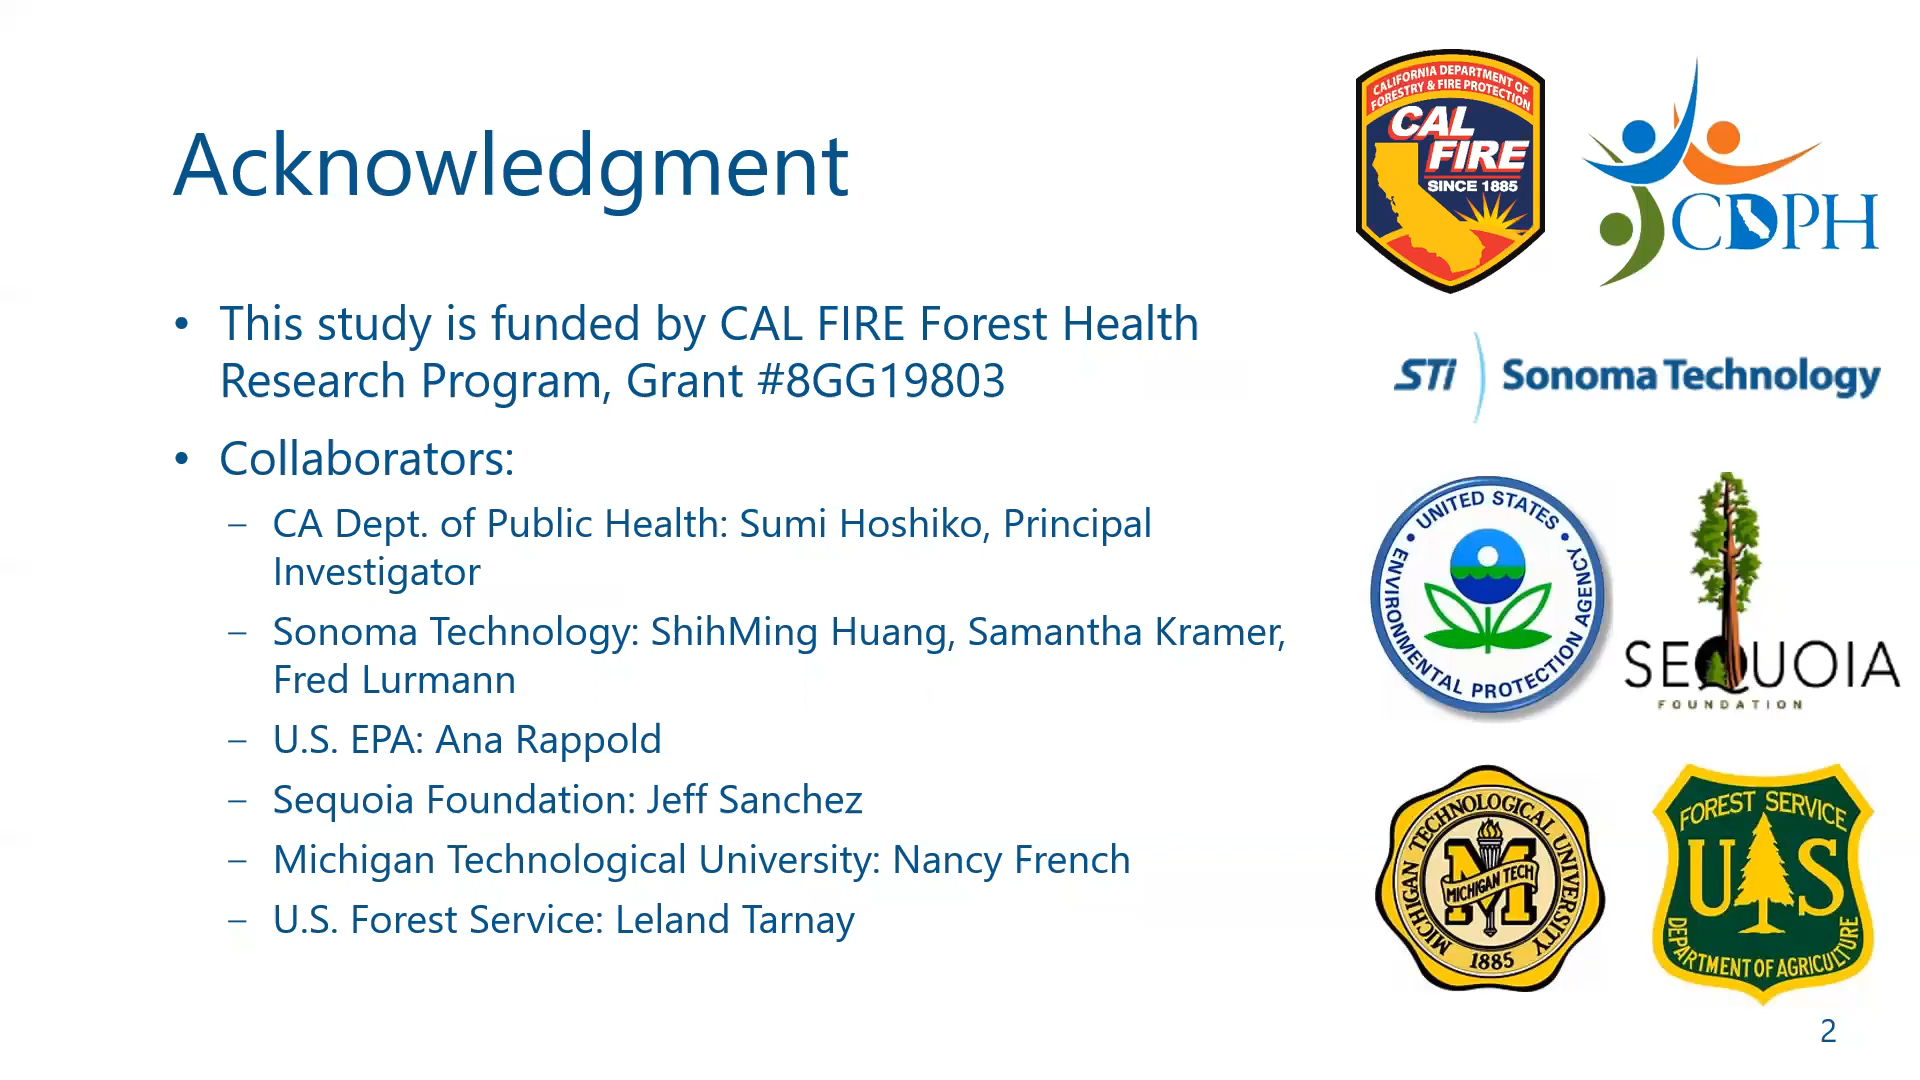 Acknowledgment
• This study is funded by CAL FIRE Forest Health
Research Program, Grant #8GG19803
• Collaborators:
– CA Dept. of Public Health: Sumi Hoshiko, Principal
Investigator
– Sonoma Technology: ShihMing Huang, Samantha Kramer,
Fred Lurmann
– U.S. EPA: Ana Rappold
– Sequoia Foundation: Jeff Sanchez
– Michigan Technological University: Nancy French
– U.S. Forest Service: Leland Tarnay
CALIFORNIA DEPARTMENT OF
FORESTRY & FIRE PROTECTION
CAL
FIRE
SINCE 1885
CDPH
STi Sonoma Technology
UNITED STATES
ENVIRONMENTAL PROTECTION AGENCY
SEQUOIA
FOUNDATION
MICHIGAN TECHNOLOGICAL UNIVERSITY
M
MICHIGAN TECH
1885
FOREST SERVICE
U S
DEPARTMENT OF AGRICULTURE
2